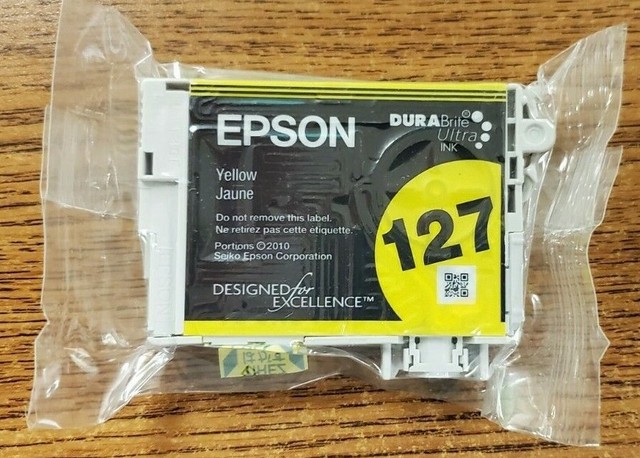 EPSON
DURABrite®
Ultra
INK
Yellow
Jaune
Do not remove this label.
Ne retirez pas cette étiquette.
Portions ©2010
Seiko Epson Corporation
127
DESIGNED for
EXCELLENCE™